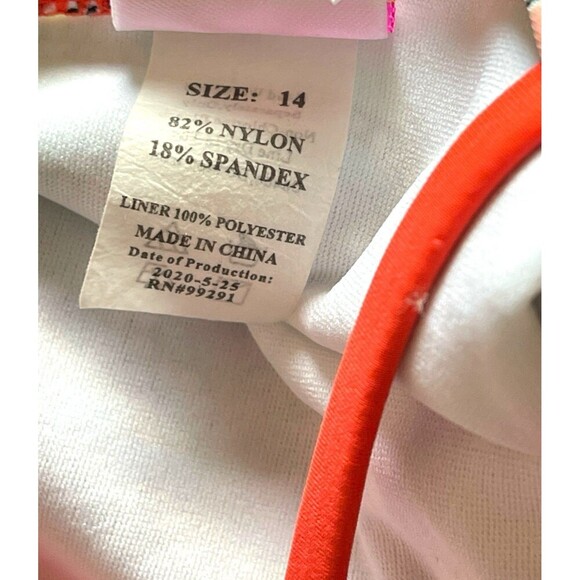 SIZE: 14
82% NYLON
18% SPANDEX
LINER 100% POLYESTER
MADE IN CHINA
Date of Production:
2020-5-25
RN#99291